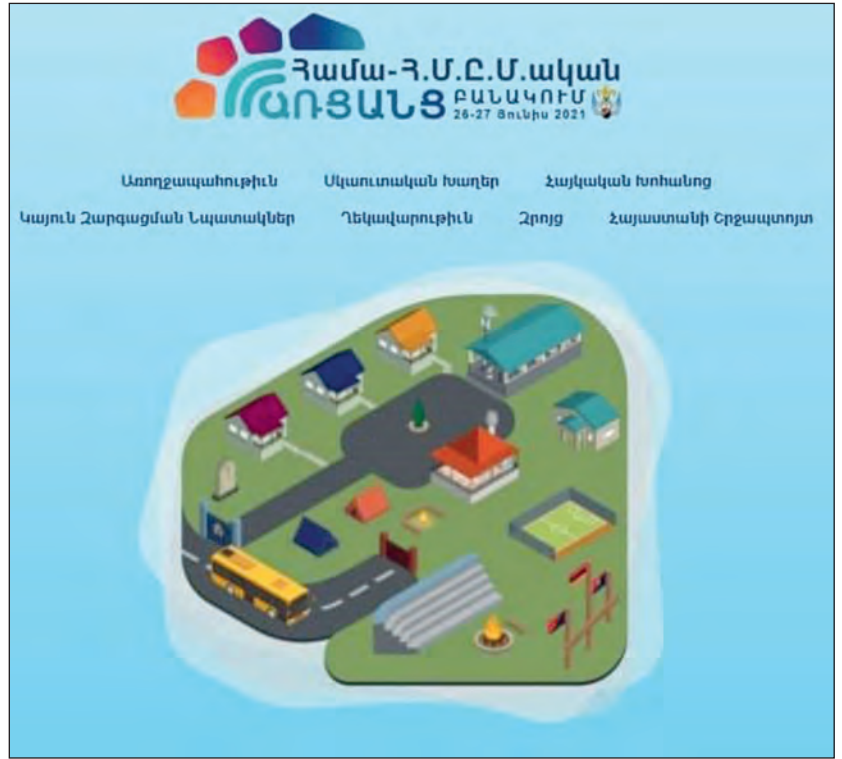 Համա-Հ.Մ.Ը.Մ.ական
ԱՌՑԱՆՑ ԲԱՆԱԿՈՒՄ
26-27 Յունիս 2021
Առողջապահութիւն Սկաուտական Խաղեր Հայկական Խոհանոց
Կայուն Զարգացման Նպատակներ Ղեկավարութիւն Զրոյց Հայաստանի Շրջապտոյտ